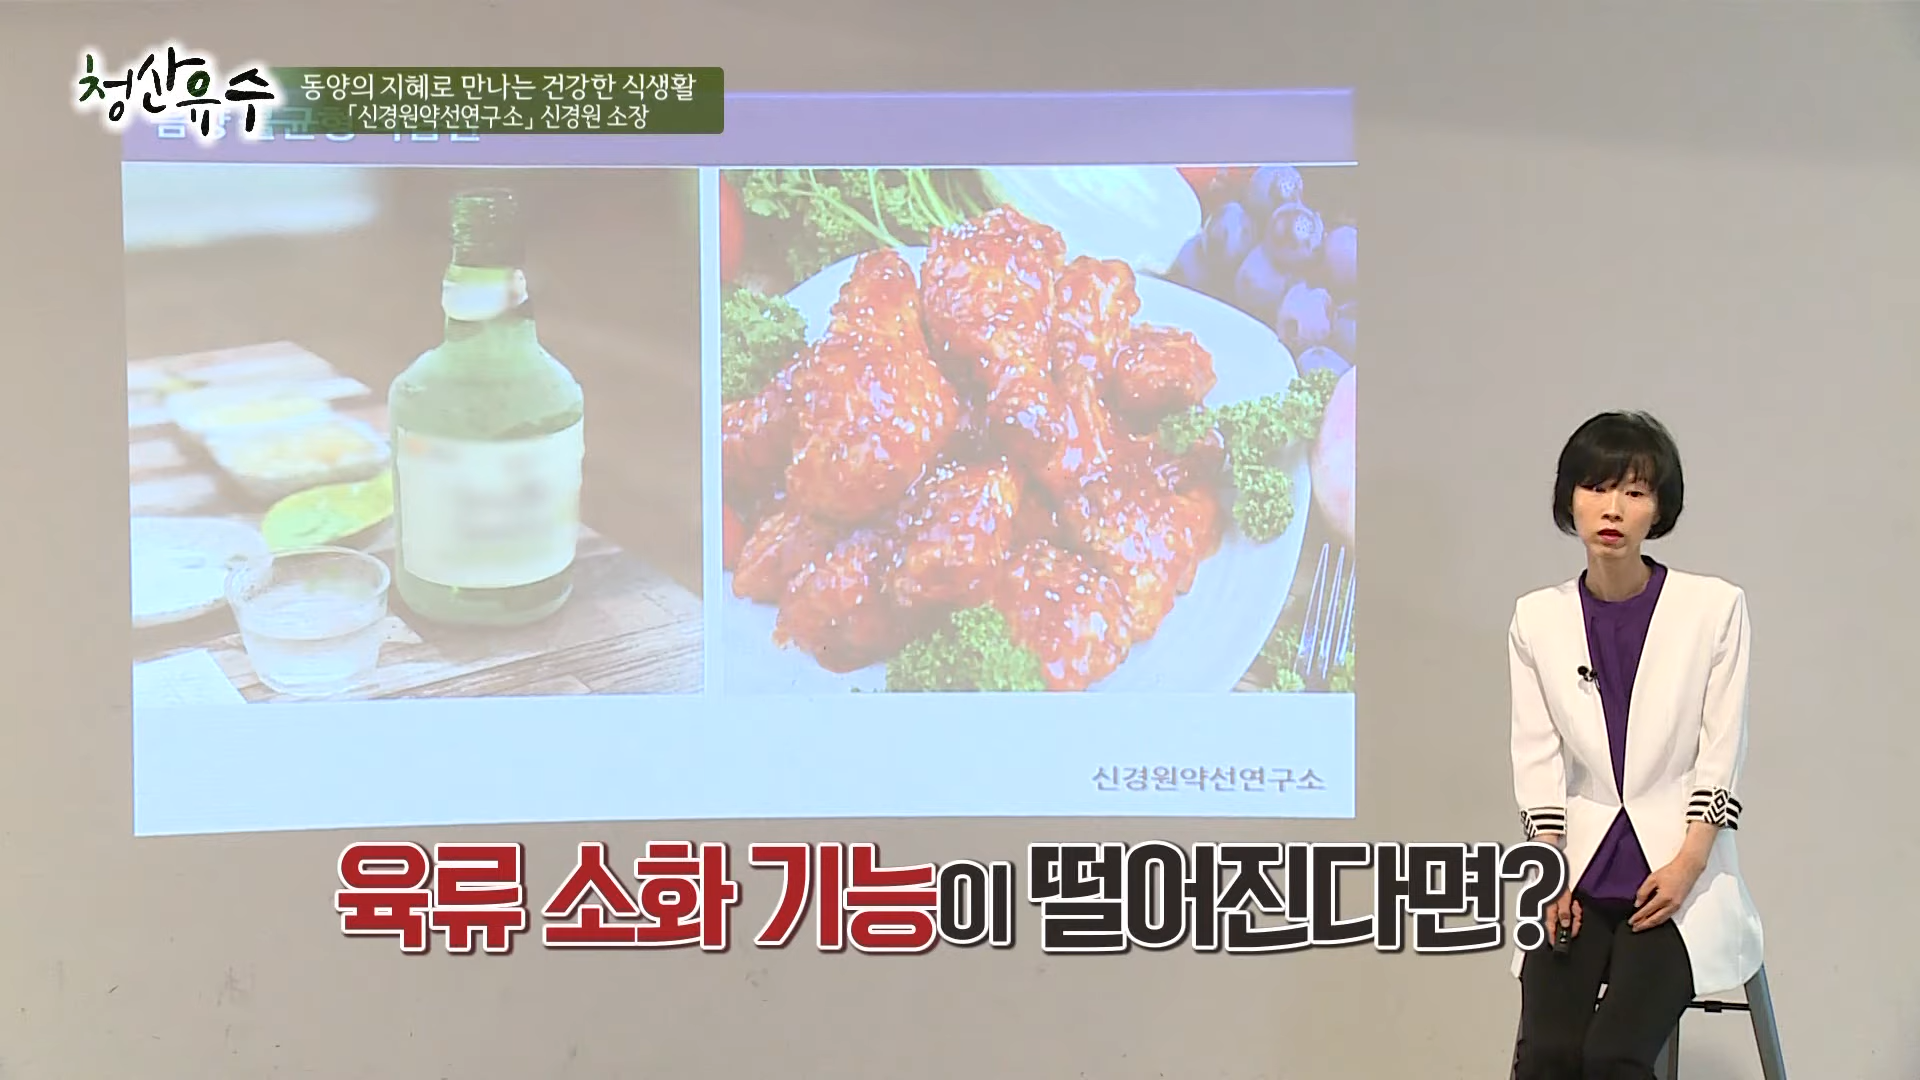 청산유수
동양의 지혜로 만나는 건강한 식생활
「신경원약선연구소」 신경원 소장
신경원약선연구소
육류 소화 기능이 떨어진다면?